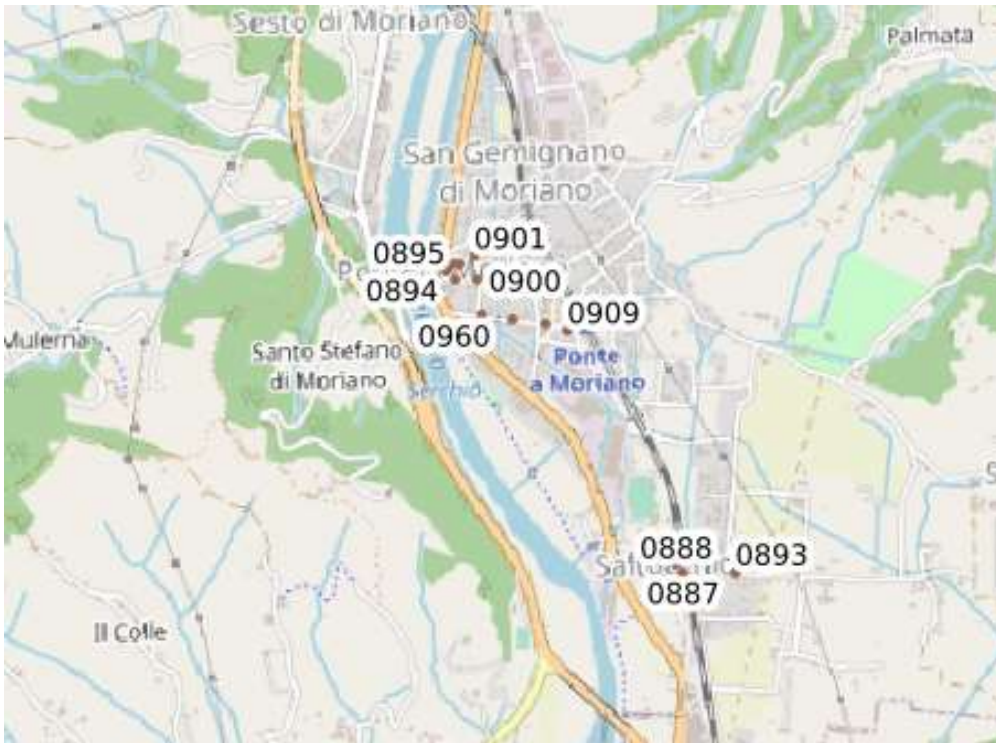 Sesto di Moriano
Palmata
San Gemignano
di Moriano
0901
0895
0900
0894
0909
0960
Mulerna
Santo Stefano
di Moriano
Ponte
a Moriano
Serchio
0888
0893
0887
Il Colle